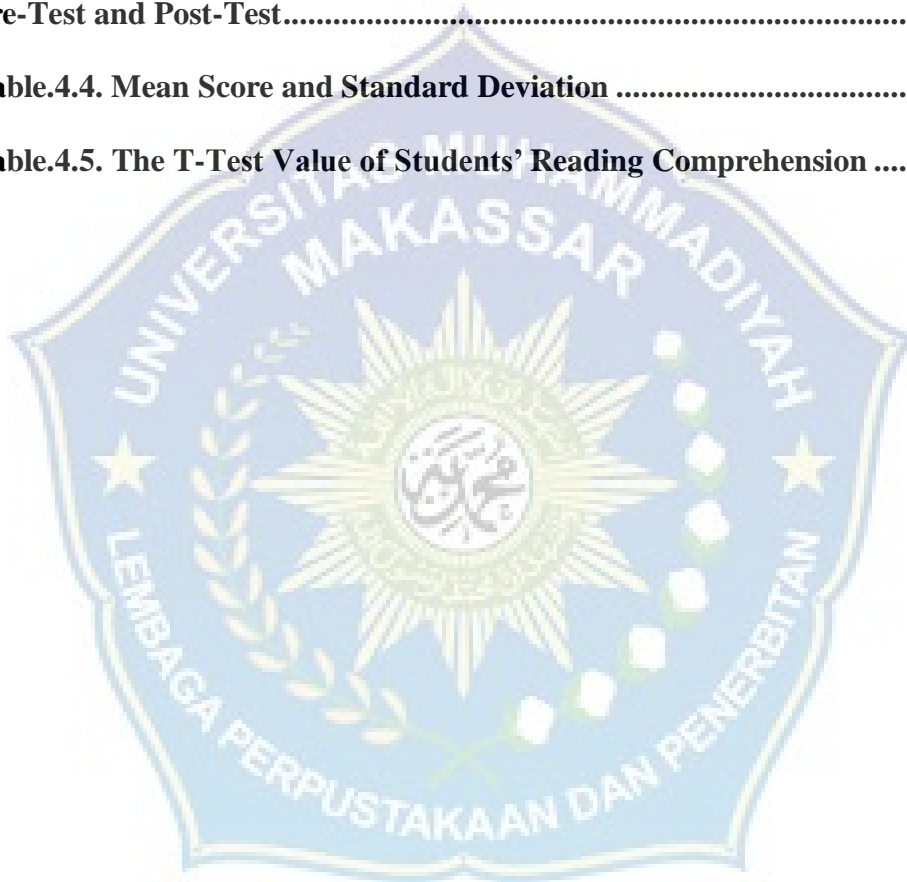 re-Test and Post-Test...........................................................................................
able.4.4. Mean Score and Standard Deviation ...................................
able.4.5. The T-Test Value of Students’ Reading Comprehension ....
UNIVERSITAS MUHAMMADIYAH
MAKASSAR
LEMBAGA PERPUSTAKAAN DAN PENERBITAN